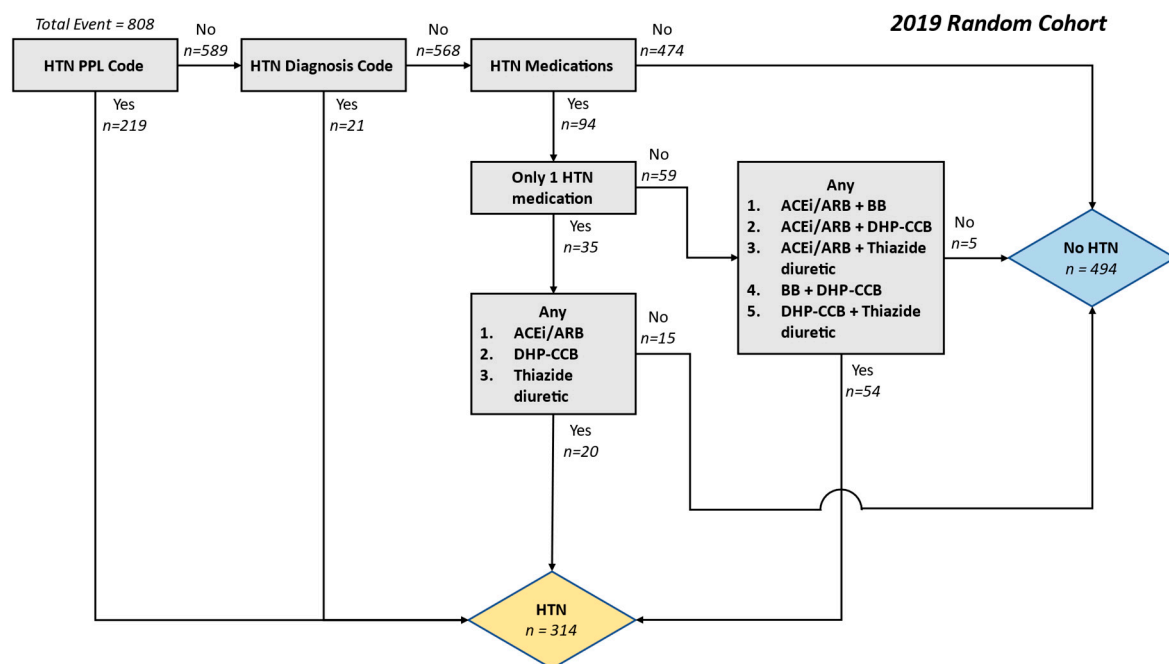 Total Event = 808
2019 Random Cohort
No
n=589
No
n=568
No
n=474
HTN PPL Code
HTN Diagnosis Code
HTN Medications
Yes
n=219
Yes
n=21
Yes
n=94
Only 1 HTN
medication
No
n=59
Any
1. ACEi/ARB + BB
2. ACEi/ARB + DHP-CCB
3. ACEi/ARB + Thiazide
diuretic
4. BB + DHP-CCB
5. DHP-CCB + Thiazide
diuretic
No
n=5
No HTN
n = 494
Yes
n=35
Any
1. ACEi/ARB
2. DHP-CCB
3. Thiazide
diuretic
No
n=15
Yes
n=54
Yes
n=20
HTN
n = 314